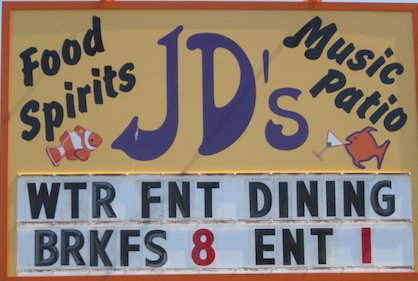 Food
Spirits
JD's
Music
Patio
WTR FNT DINING
BRKFS 8 ENT 1